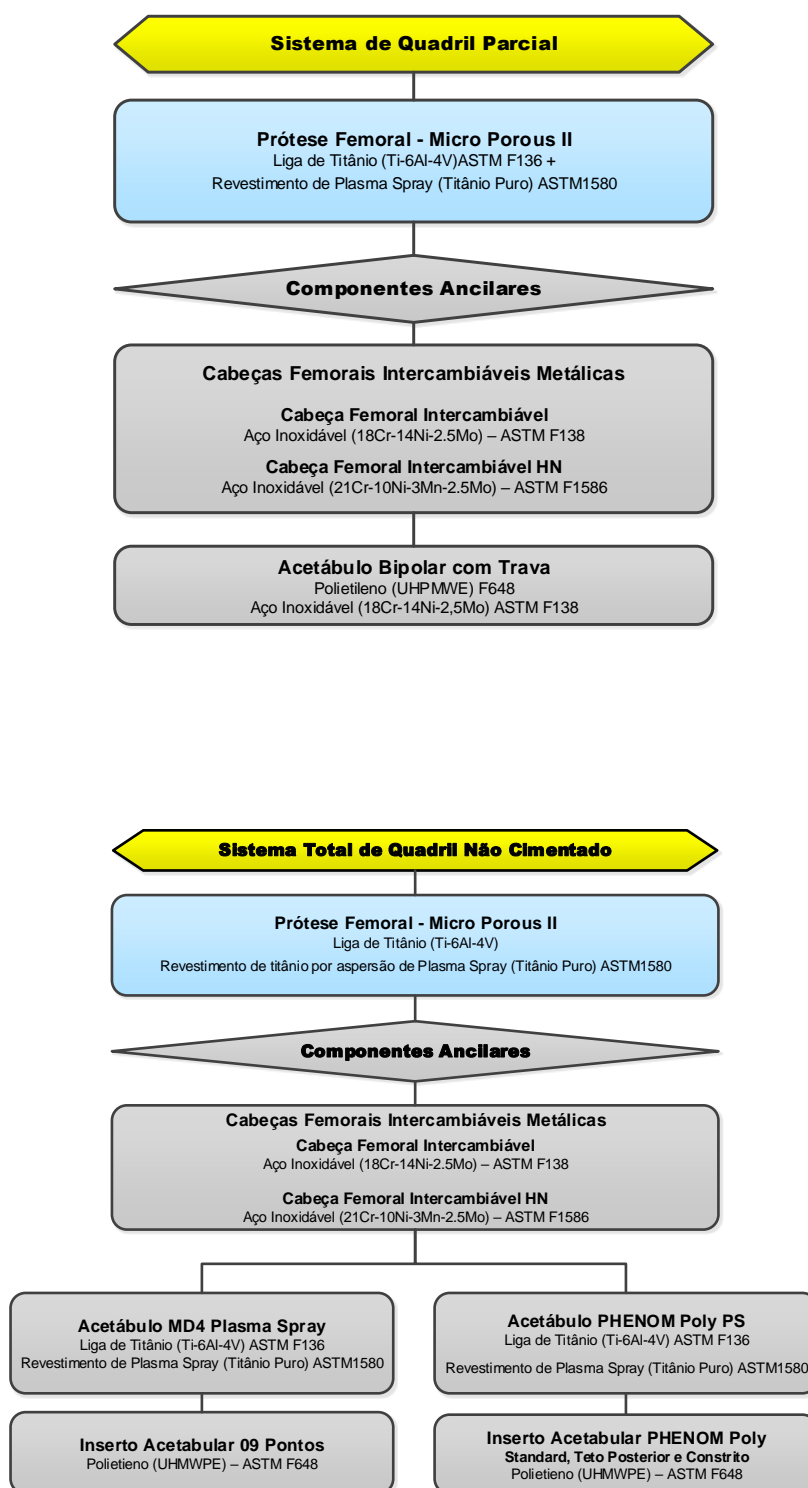 Sistema de Quadril Parcial
Prótese Femoral - Micro Porous II
Liga de Titânio (Ti-6Al-4V)ASTM F136 +
Revestimento de Plasma Spray (Titânio Puro) ASTM1580
Componentes Ancilares
Cabeças Femorais Intercambiáveis Metálicas
Cabeça Femoral Intercambiável
Aço Inoxidável (18Cr-14Ni-2.5Mo) – ASTM F138
Cabeça Femoral Intercambiável HN
Aço Inoxidável (21Cr-10Ni-3Mn-2.5Mo) – ASTM F1586
Acetábulo Bipolar com Trava
Polietileno (UHPMWE) F648
Aço Inoxidável (18Cr-14Ni-2,5Mo) ASTM F138
Sistema Total de Quadril Não Cimentado
Prótese Femoral - Micro Porous II
Liga de Titânio (Ti-6Al-4V)
Revestimento de titânio por aspersão de Plasma Spray (Titânio Puro) ASTM1580
Componentes Ancilares
Cabeças Femorais Intercambiáveis Metálicas
Cabeça Femoral Intercambiável
Aço Inoxidável (18Cr-14Ni-2.5Mo) – ASTM F138
Cabeça Femoral Intercambiável HN
Aço Inoxidável (21Cr-10Ni-3Mn-2.5Mo) – ASTM F1586
Acetábulo MD4 Plasma Spray
Liga de Titânio (Ti-6Al-4V) ASTM F136
Revestimento de Plasma Spray (Titânio Puro) ASTM1580
Inserto Acetabular 09 Pontos
Polietieno (UHMWPE) – ASTM F648
Acetábulo PHENOM Poly PS
Liga de Titânio (Ti-6Al-4V) ASTM F136
Revestimento de Plasma Spray (Titânio Puro) ASTM1580
Inserto Acetabular PHENOM Poly
Standard, Teto Posterior e Constrito
Polietieno (UHMWPE) – ASTM F648